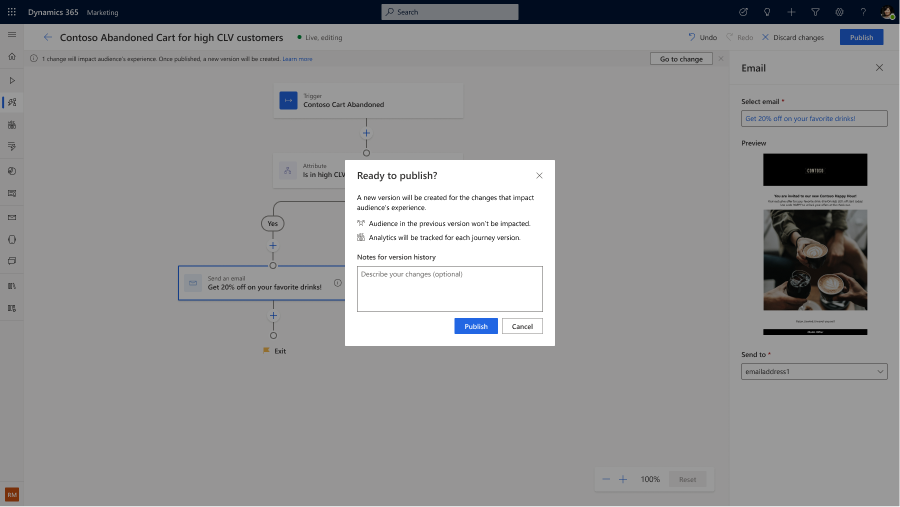 Dynamics 365 Marketing
Search
Contoso Abandoned Cart for high CLV customers
Live, editing
Undo
Redo
Discard changes
Publish
1 change will impact audience's experience. Once published, a new version will be created. Learn more
Go to change
Trigger
Contoso Cart Abandoned
Attribute
Is in high CLV
Yes
Send an email
Get 20% off on your favorite drinks!
Exit
Ready to publish?
A new version will be created for the changes that impact
audience's experience.
Audience in the previous version won't be impacted.
Analytics will be tracked for each journey version.
Notes for version history
Describe your changes (optional)
Publish
Cancel
Email
Select email *
Get 20% off on your favorite drinks!
Preview
CONTOSO
You are invited to our new Contoso Happy Hour!
Send to *
emailaddress1
100%
Reset
RM